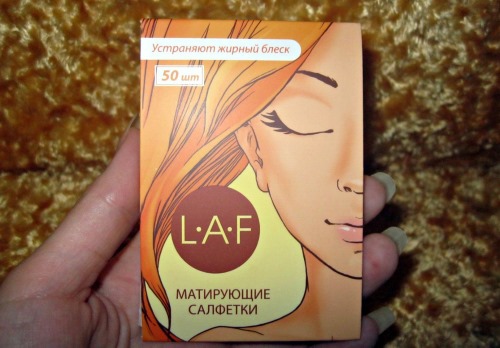 Устраняют жирный блеск
50 шт
L·A·F
МАТИРУЮЩИЕ
САЛФЕТКИ